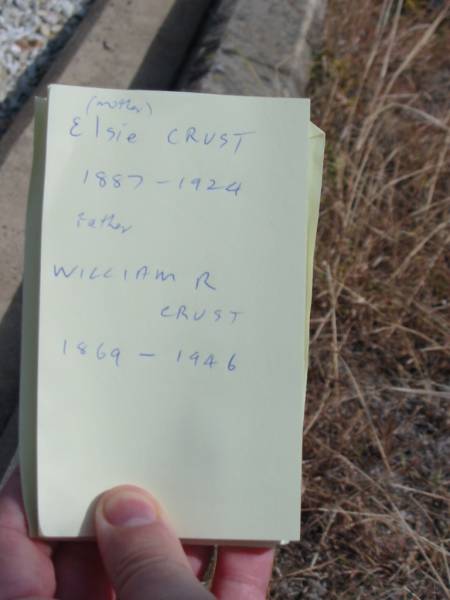 (mother)
Elsie CRUST
1887 - 1924
Father
WILLIAM R
CRUST
1869 - 1946